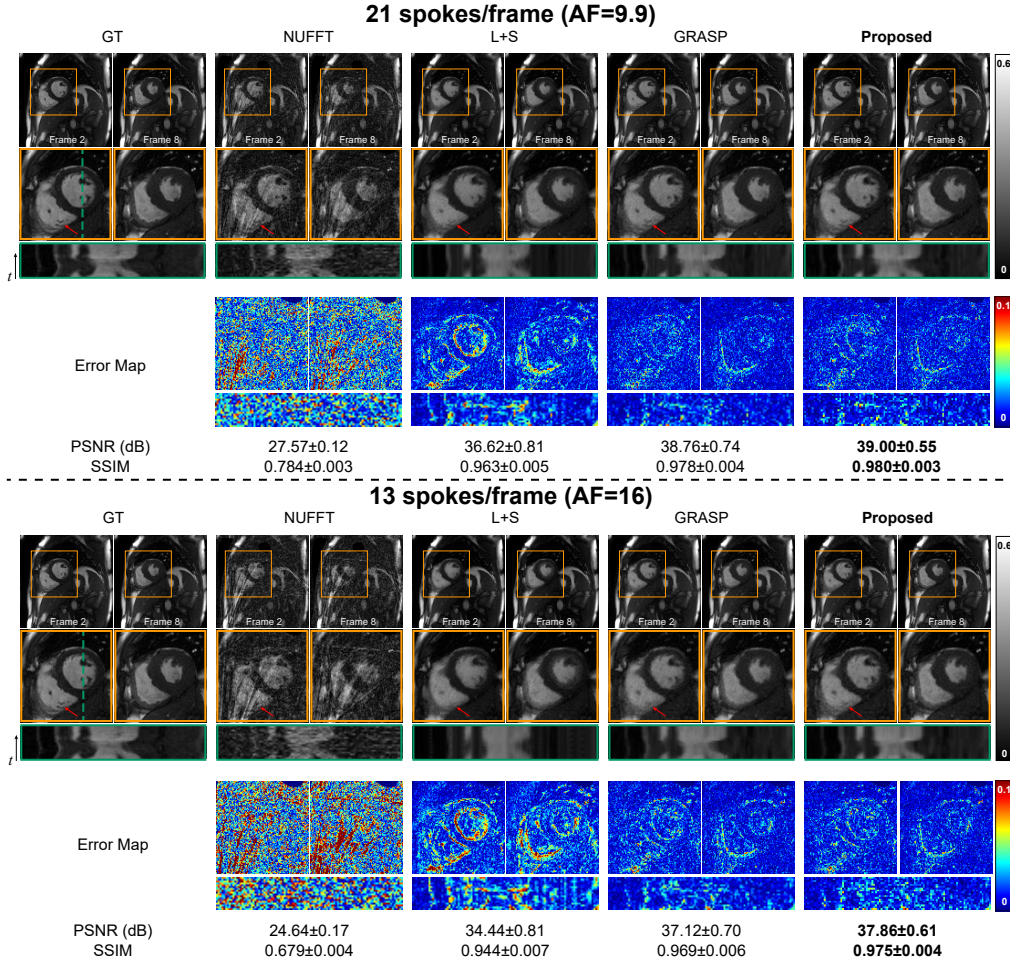 21 spokes/frame (AF=9.9)
GT NUFFT L+S GRASP Proposed
0.6
Frame 2 Frame 8 Frame 2 Frame 8 Frame 2 Frame 8 Frame 2 Frame 8 Frame 2 Frame 8
t 0
0.1
Error Map
0
PSNR (dB) 27.57±0.12 36.62±0.81 38.76±0.74 39.00±0.55
SSIM 0.784±0.003 0.963±0.005 0.978±0.004 0.980±0.003
13 spokes/frame (AF=16)
GT NUFFT L+S GRASP Proposed
0.6
Frame 2 Frame 8 Frame 2 Frame 8 Frame 2 Frame 8 Frame 2 Frame 8 Frame 2 Frame 8
t 0
0.1
Error Map
0
PSNR (dB) 24.64±0.17 34.44±0.81 37.12±0.70 37.86±0.61
SSIM 0.679±0.004 0.944±0.007 0.969±0.006 0.975±0.004